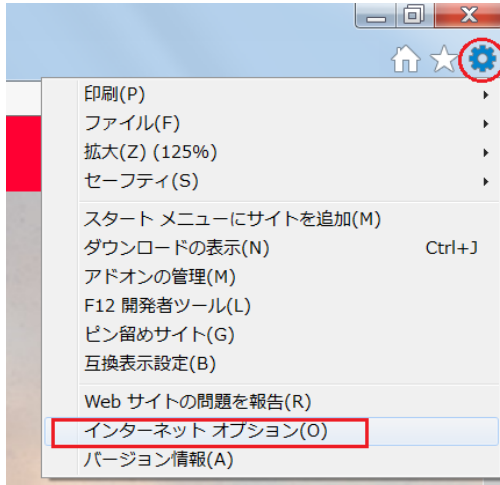 印刷(P)
ファイル(F)
拡大(Z) (125%)
セーフティ(S)
スタート メニューにサイトを追加(M)
ダウンロードの表示(N) Ctrl+J
アドオンの管理(M)
F12 開発者ツール(L)
ピン留めサイト(G)
互換表示設定(B)
Web サイトの問題を報告(R)
インターネット オプション(O)
バージョン情報(A)